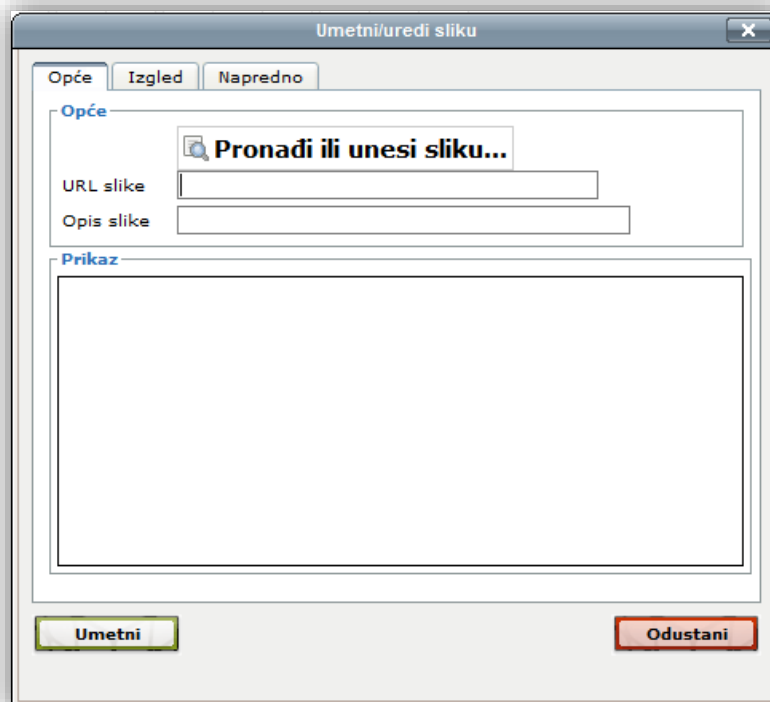 Umetni/uredi sliku
Opće Izgled Napredno
Opće
Pronađi ili unesi sliku...
URL slike
Opis slike
Prikaz
Umetni Odustani